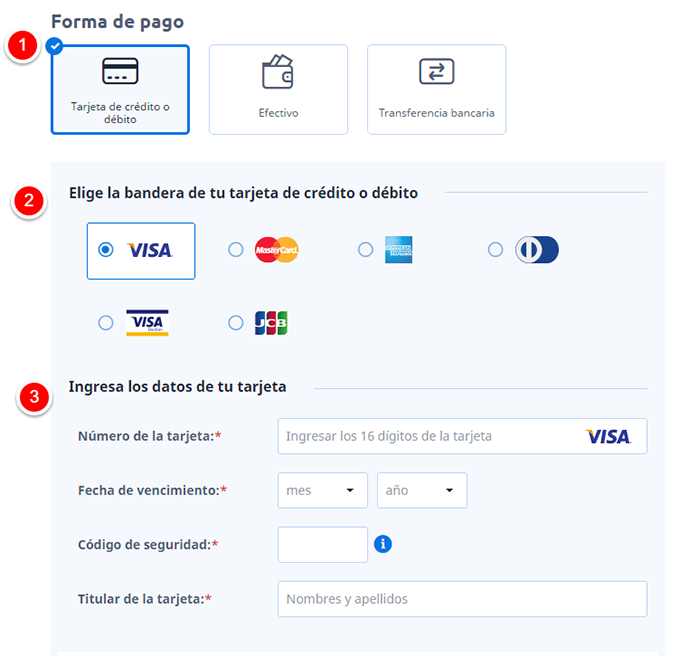 Forma de pago
1
Tarjeta de crédito o
débito
Efectivo
Transferencia bancaria
2
Elige la bandera de tu tarjeta de crédito o débito
VISA
MasterCard
VISA
JCB
3
Ingresa los datos de tu tarjeta
Número de la tarjeta:*
Ingresar los 16 dígitos de la tarjeta
VISA
Fecha de vencimiento:*
mes
año
Código de seguridad:*
i
Titular de la tarjeta:*
Nombres y apellidos